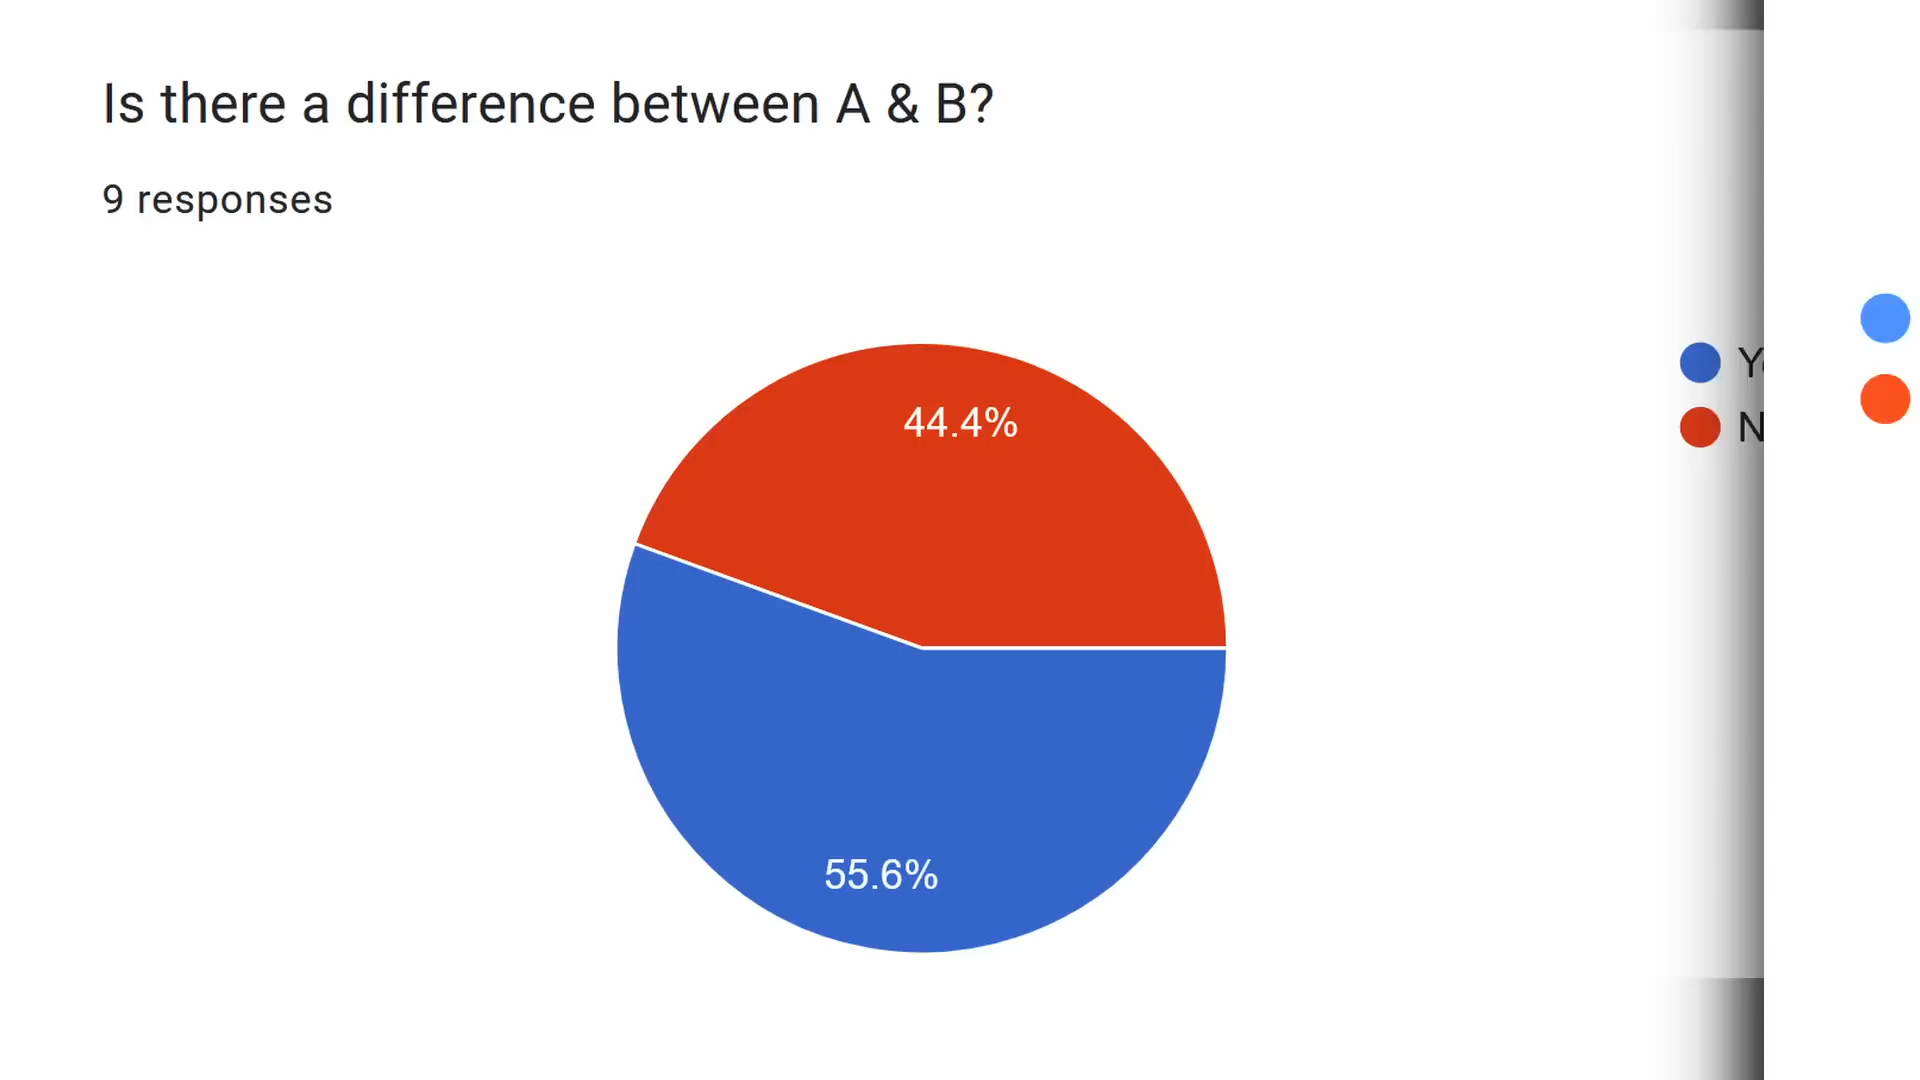 Is there a difference between A & B?
9 responses
44.4%
55.6%